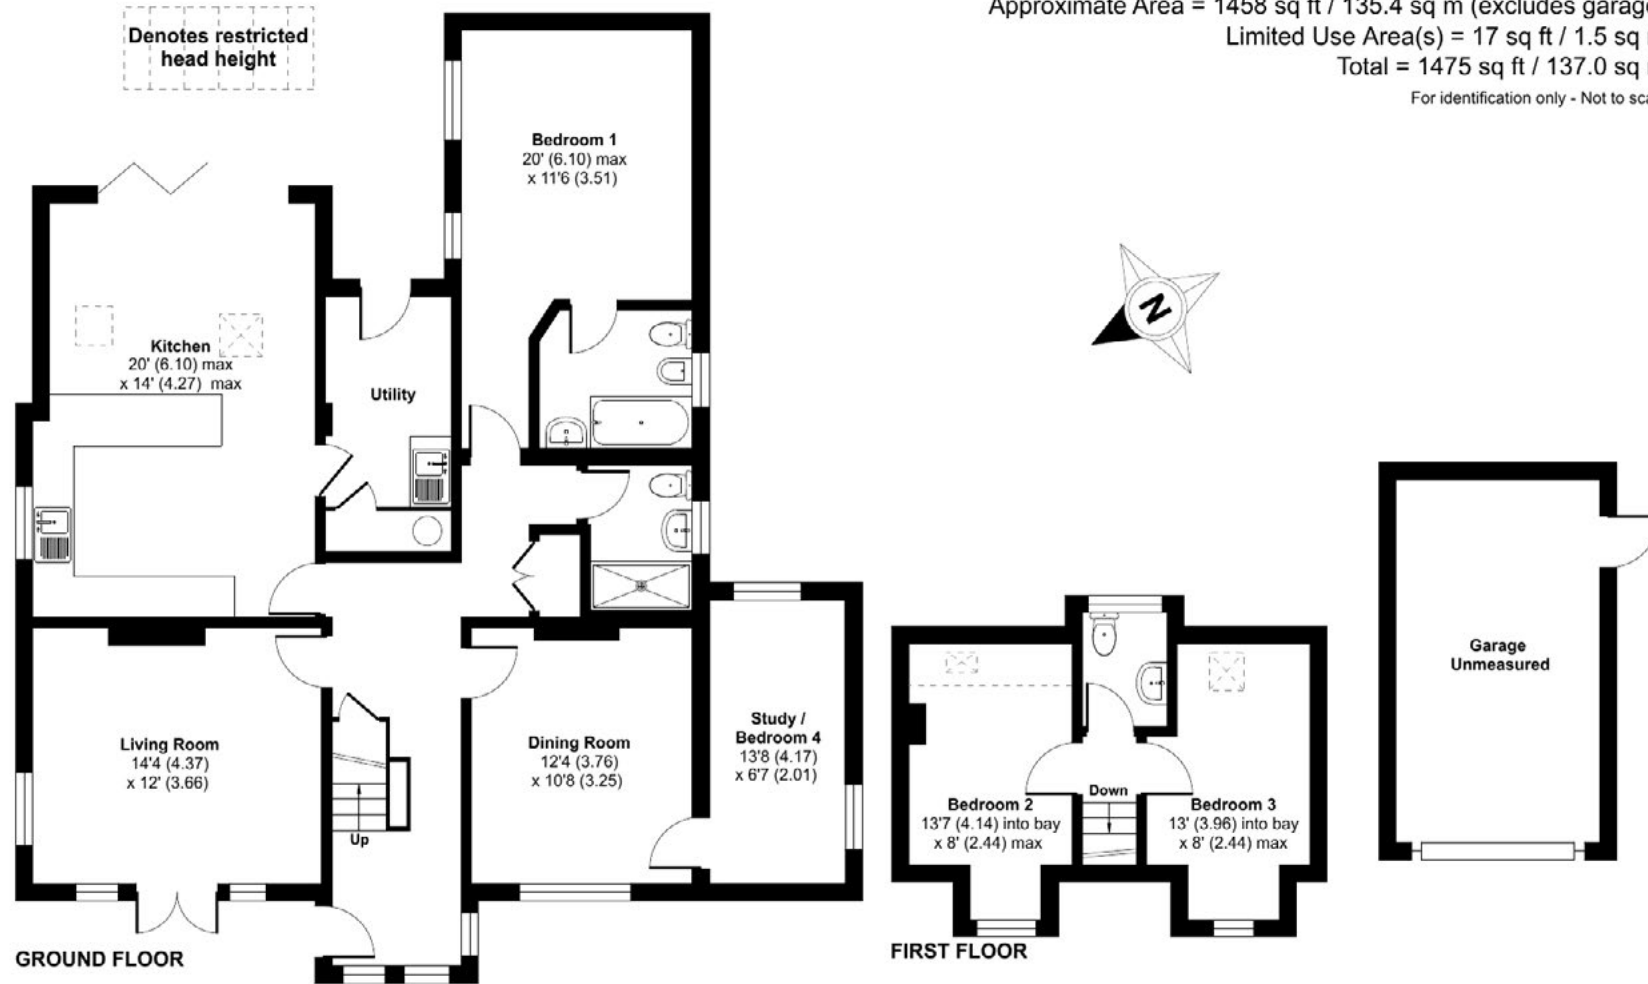 Approximate Area = 1458 sq ft / 135.4 sq m (excludes garage
Limited Use Area(s) = 17 sq ft / 1.5 sq
Total = 1475 sq ft / 137.0 sq
For identification only - Not to sca
Denotes restricted
head height
Bedroom 1
20' (6.10) max
x 11'6 (3.51)
Kitchen
20' (6.10) max
x 14' (4.27) max
Utility
N
Living Room
14'4 (4.37)
x 12' (3.66)
Up
Dining Room
12'4 (3.76)
x 10'8 (3.25)
Study /
Bedroom 4
13'8 (4.17)
x 6'7 (2.01)
GROUND FLOOR
Bedroom 2
13'7 (4.14) into bay
x 8' (2.44) max
Down
Bedroom 3
13' (3.96) into bay
x 8' (2.44) max
FIRST FLOOR
Garage
Unmeasured